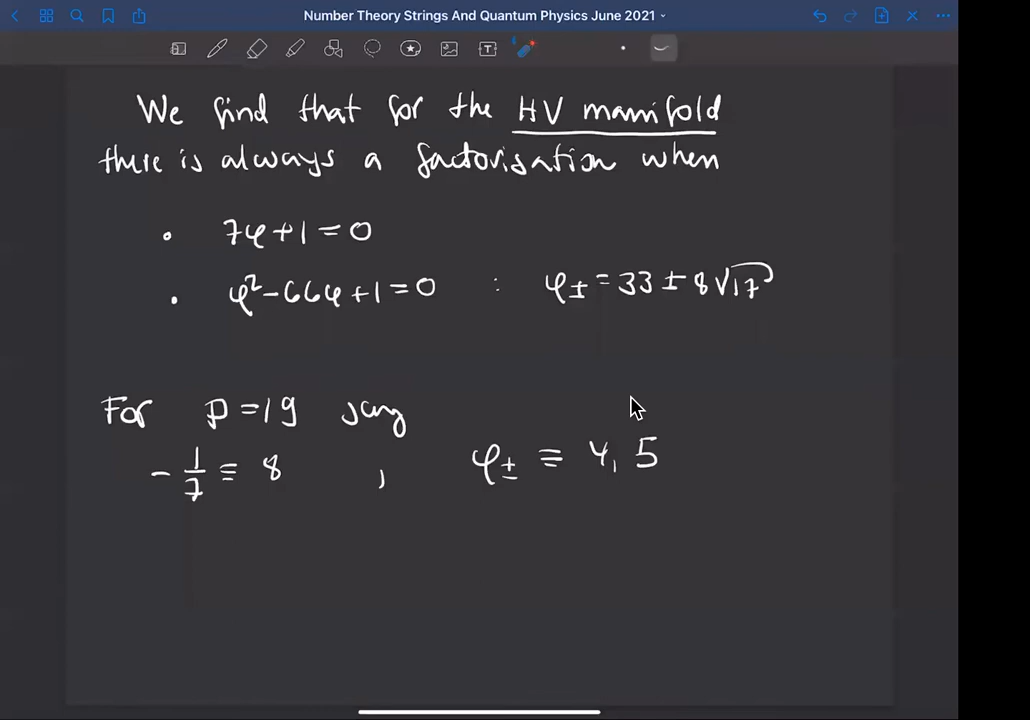 Number Theory Strings And Quantum Physics June 2021
We find that for the HV manifold
there is always a factorisation when
• 7φ+1=0
• φ²-66φ+1=0 : φ± = 33 ± 8√17
For p=19 say
-1/7 ≡ 8 , φ± ≡ 4, 5